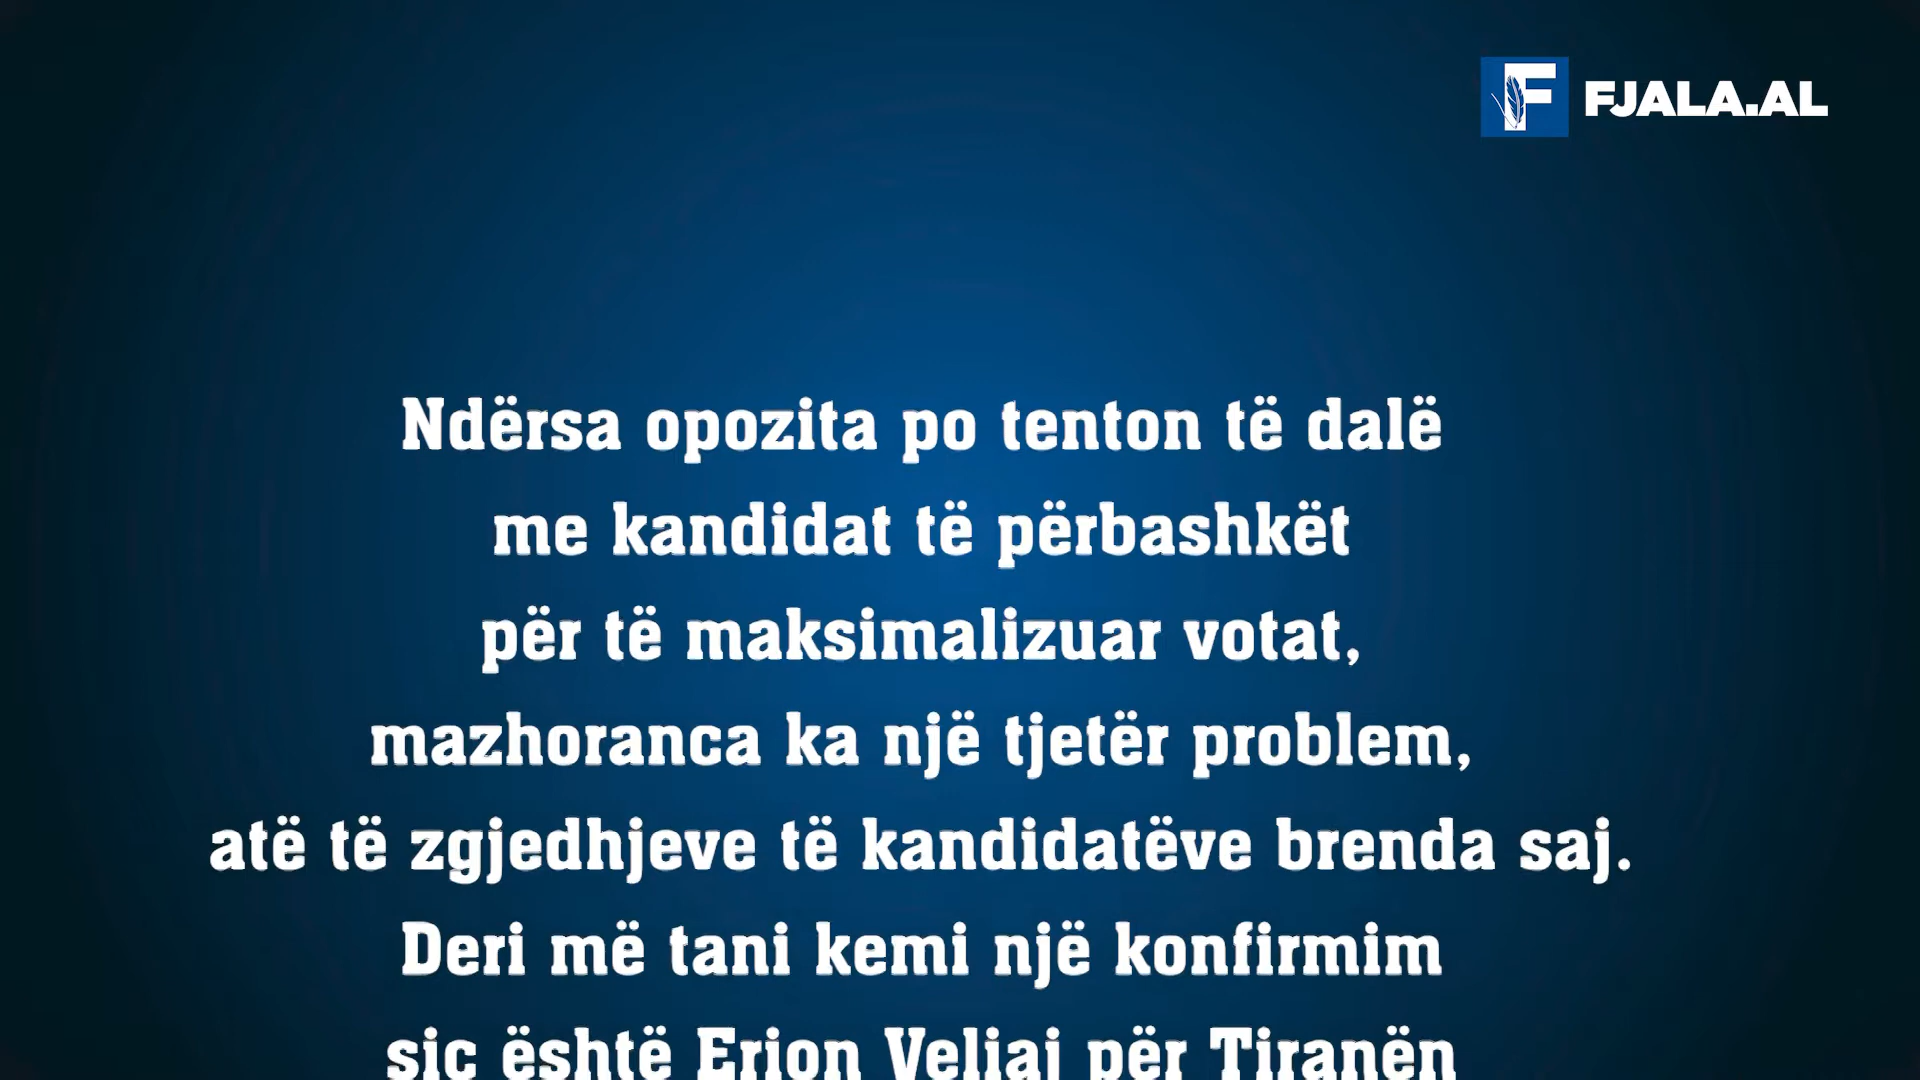 FJALA.AL
Ndërsa opozita po tenton të dalë
me kandidat të përbashkët
për të maksimalizuar votat,
mazhoranca ka një tjetër problem,
atë të zgjedhjeve të kandidatëve brenda saj.
Deri më tani kemi një konfirmim
sic është Erion Veliaj për Tiranën